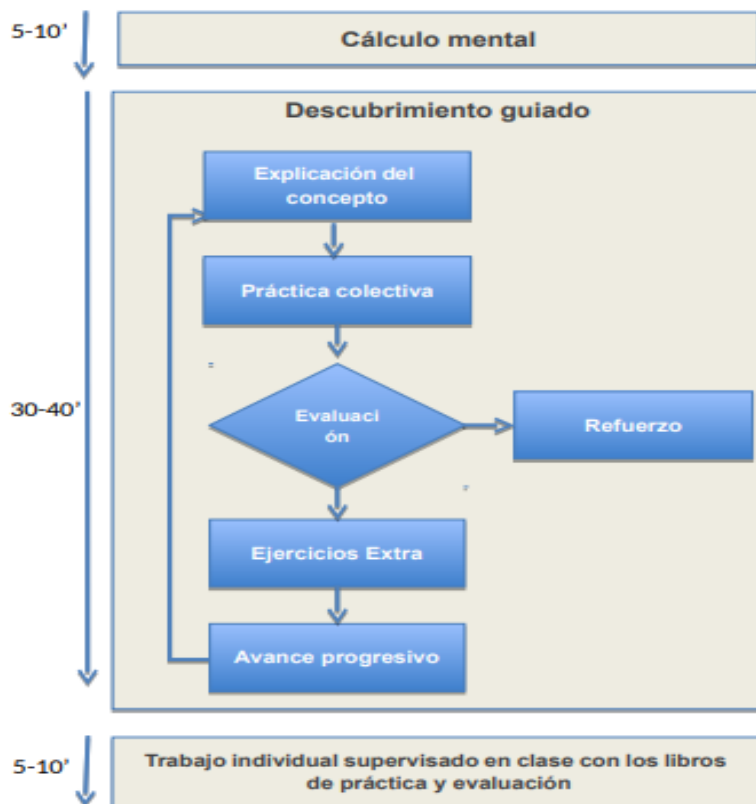 5-10’
Cálculo mental
Descubrimiento guiado
Explicación del
concepto
Práctica colectiva
30-40’
Evaluaci
ón
Refuerzo
Ejercicios Extra
Avance progresivo
5-10’
Trabajo individual supervisado en clase con los libros
de práctica y evaluación